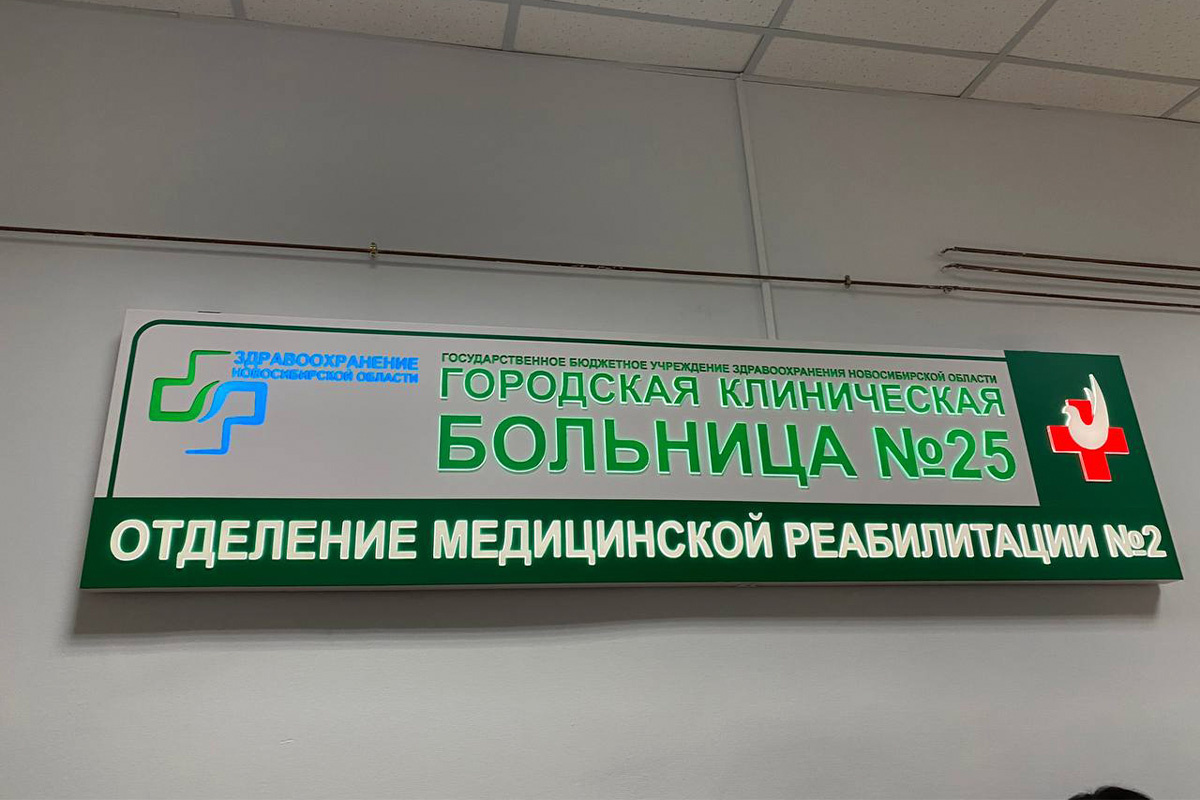 ЗДРАВООХРАНЕНИЕ
НОВОСИБИРСКОЙ ОБЛАСТИ
ГОСУДАРСТВЕННОЕ БЮДЖЕТНОЕ УЧРЕЖДЕНИЕ ЗДРАВООХРАНЕНИЯ НОВОСИБИРСКОЙ ОБЛАСТИ
ГОРОДСКАЯ КЛИНИЧЕСКАЯ
БОЛЬНИЦА №25
ОТДЕЛЕНИЕ МЕДИЦИНСКОЙ РЕАБИЛИТАЦИИ №2